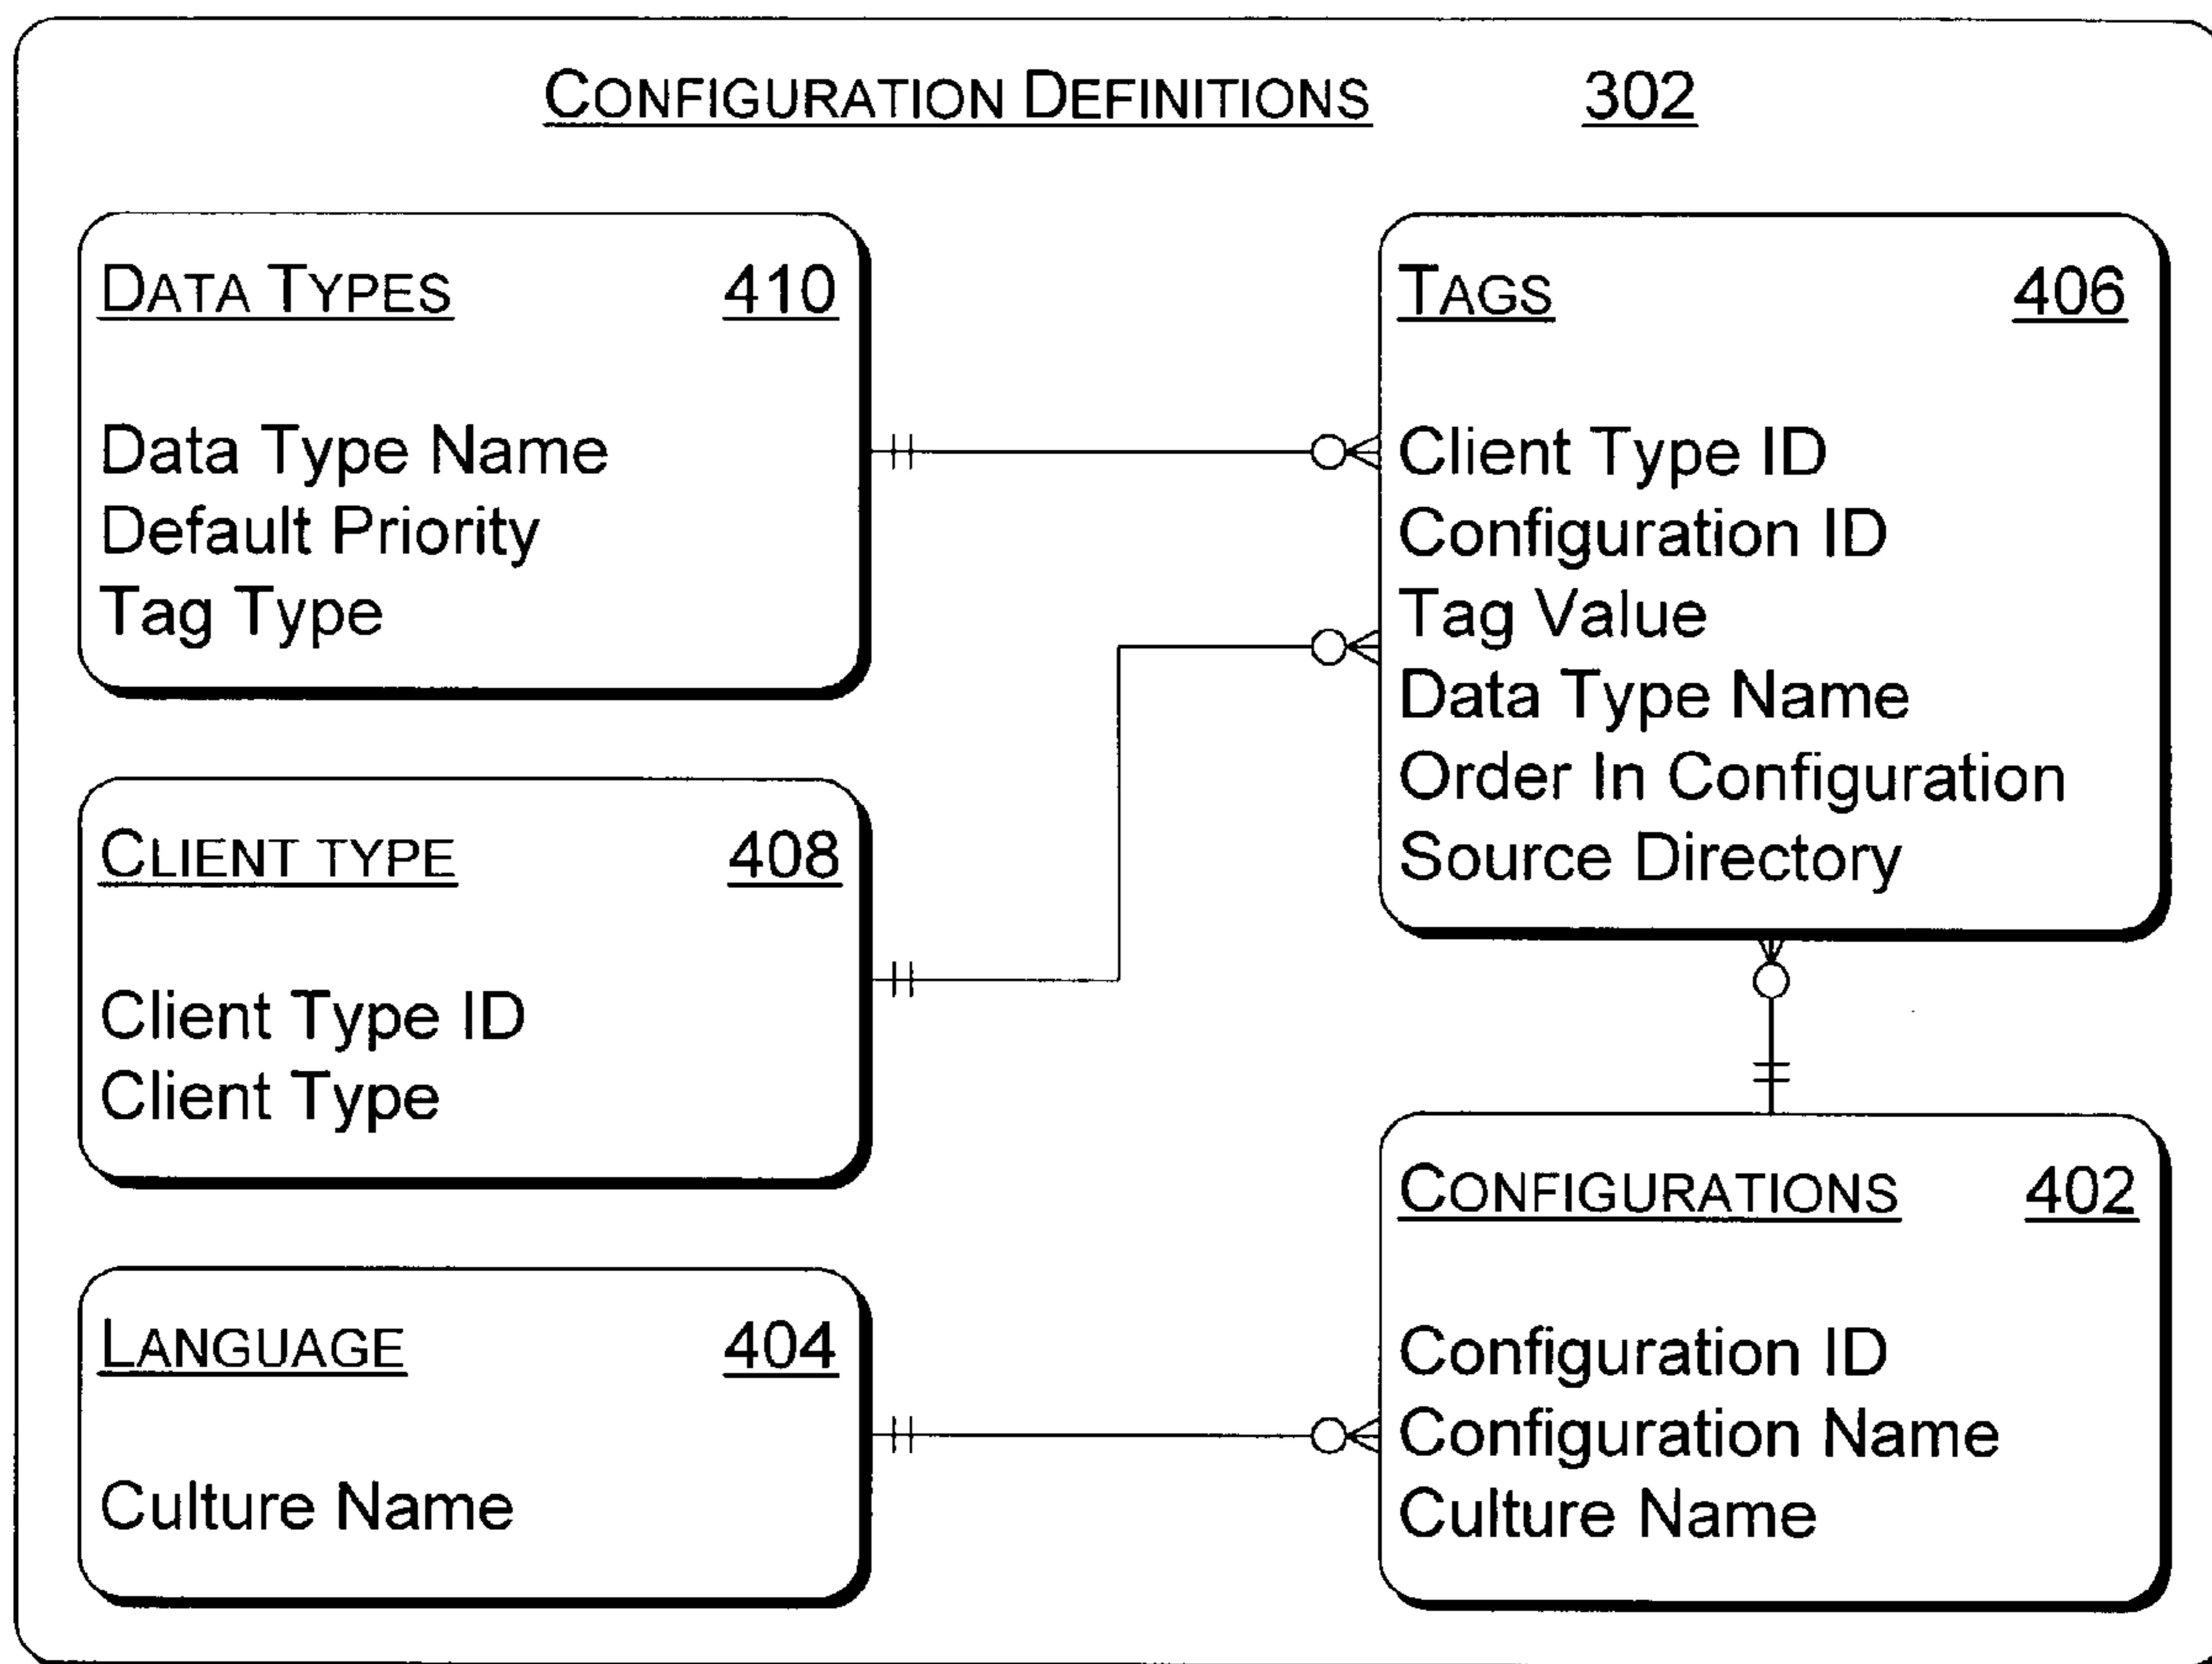 CONFIGURATION DEFINITIONS 302
DATA TYPES 410
Data Type Name
Default Priority
Tag Type
TAGS 406
Client Type ID
Configuration ID
Tag Value
Data Type Name
Order In Configuration
Source Directory
CLIENT TYPE 408
Client Type ID
Client Type
CONFIGURATIONS 402
Configuration ID
Configuration Name
Culture Name
LANGUAGE 404
Culture Name